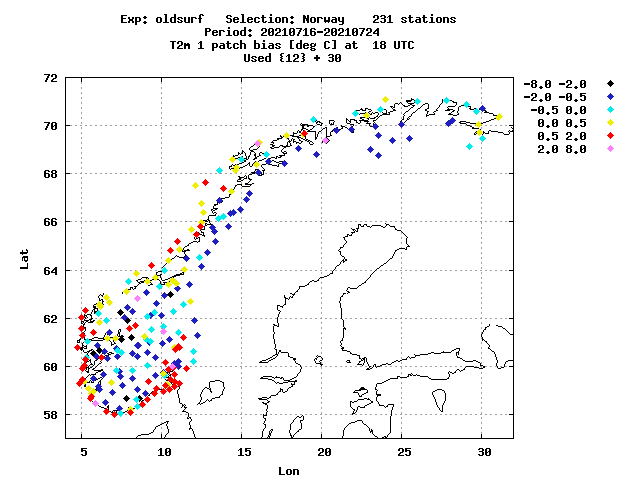 Exp: oldsurf Selection: Norway 231 stations
Period: 20210716-20210724
T2m 1 patch bias [deg C] at 18 UTC
Used {12} + 30
72
70
68
66
64
62
60
58
Lat
5 10 15 20 25 30
Lon
-8.0 -2.0
-2.0 -0.5
-0.5 0.0
0.0 0.5
0.5 2.0
2.0 8.0